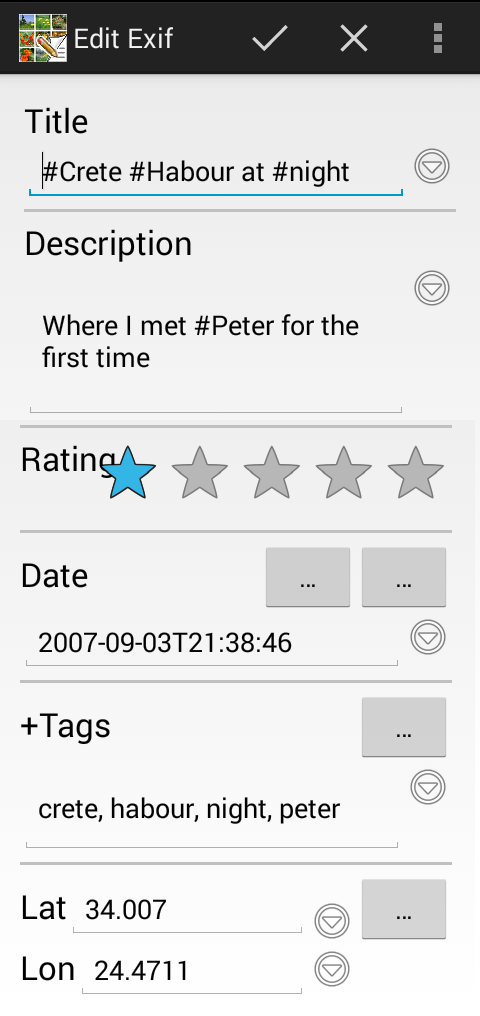 Edit Exif
Title
#Crete #Habour at #night
Description
Where I met #Peter for the
first time
Rating
Date
...
...
2007-09-03T21:38:46
+Tags
...
crete, habour, night, peter
Lat 34.007
...
Lon 24.4711